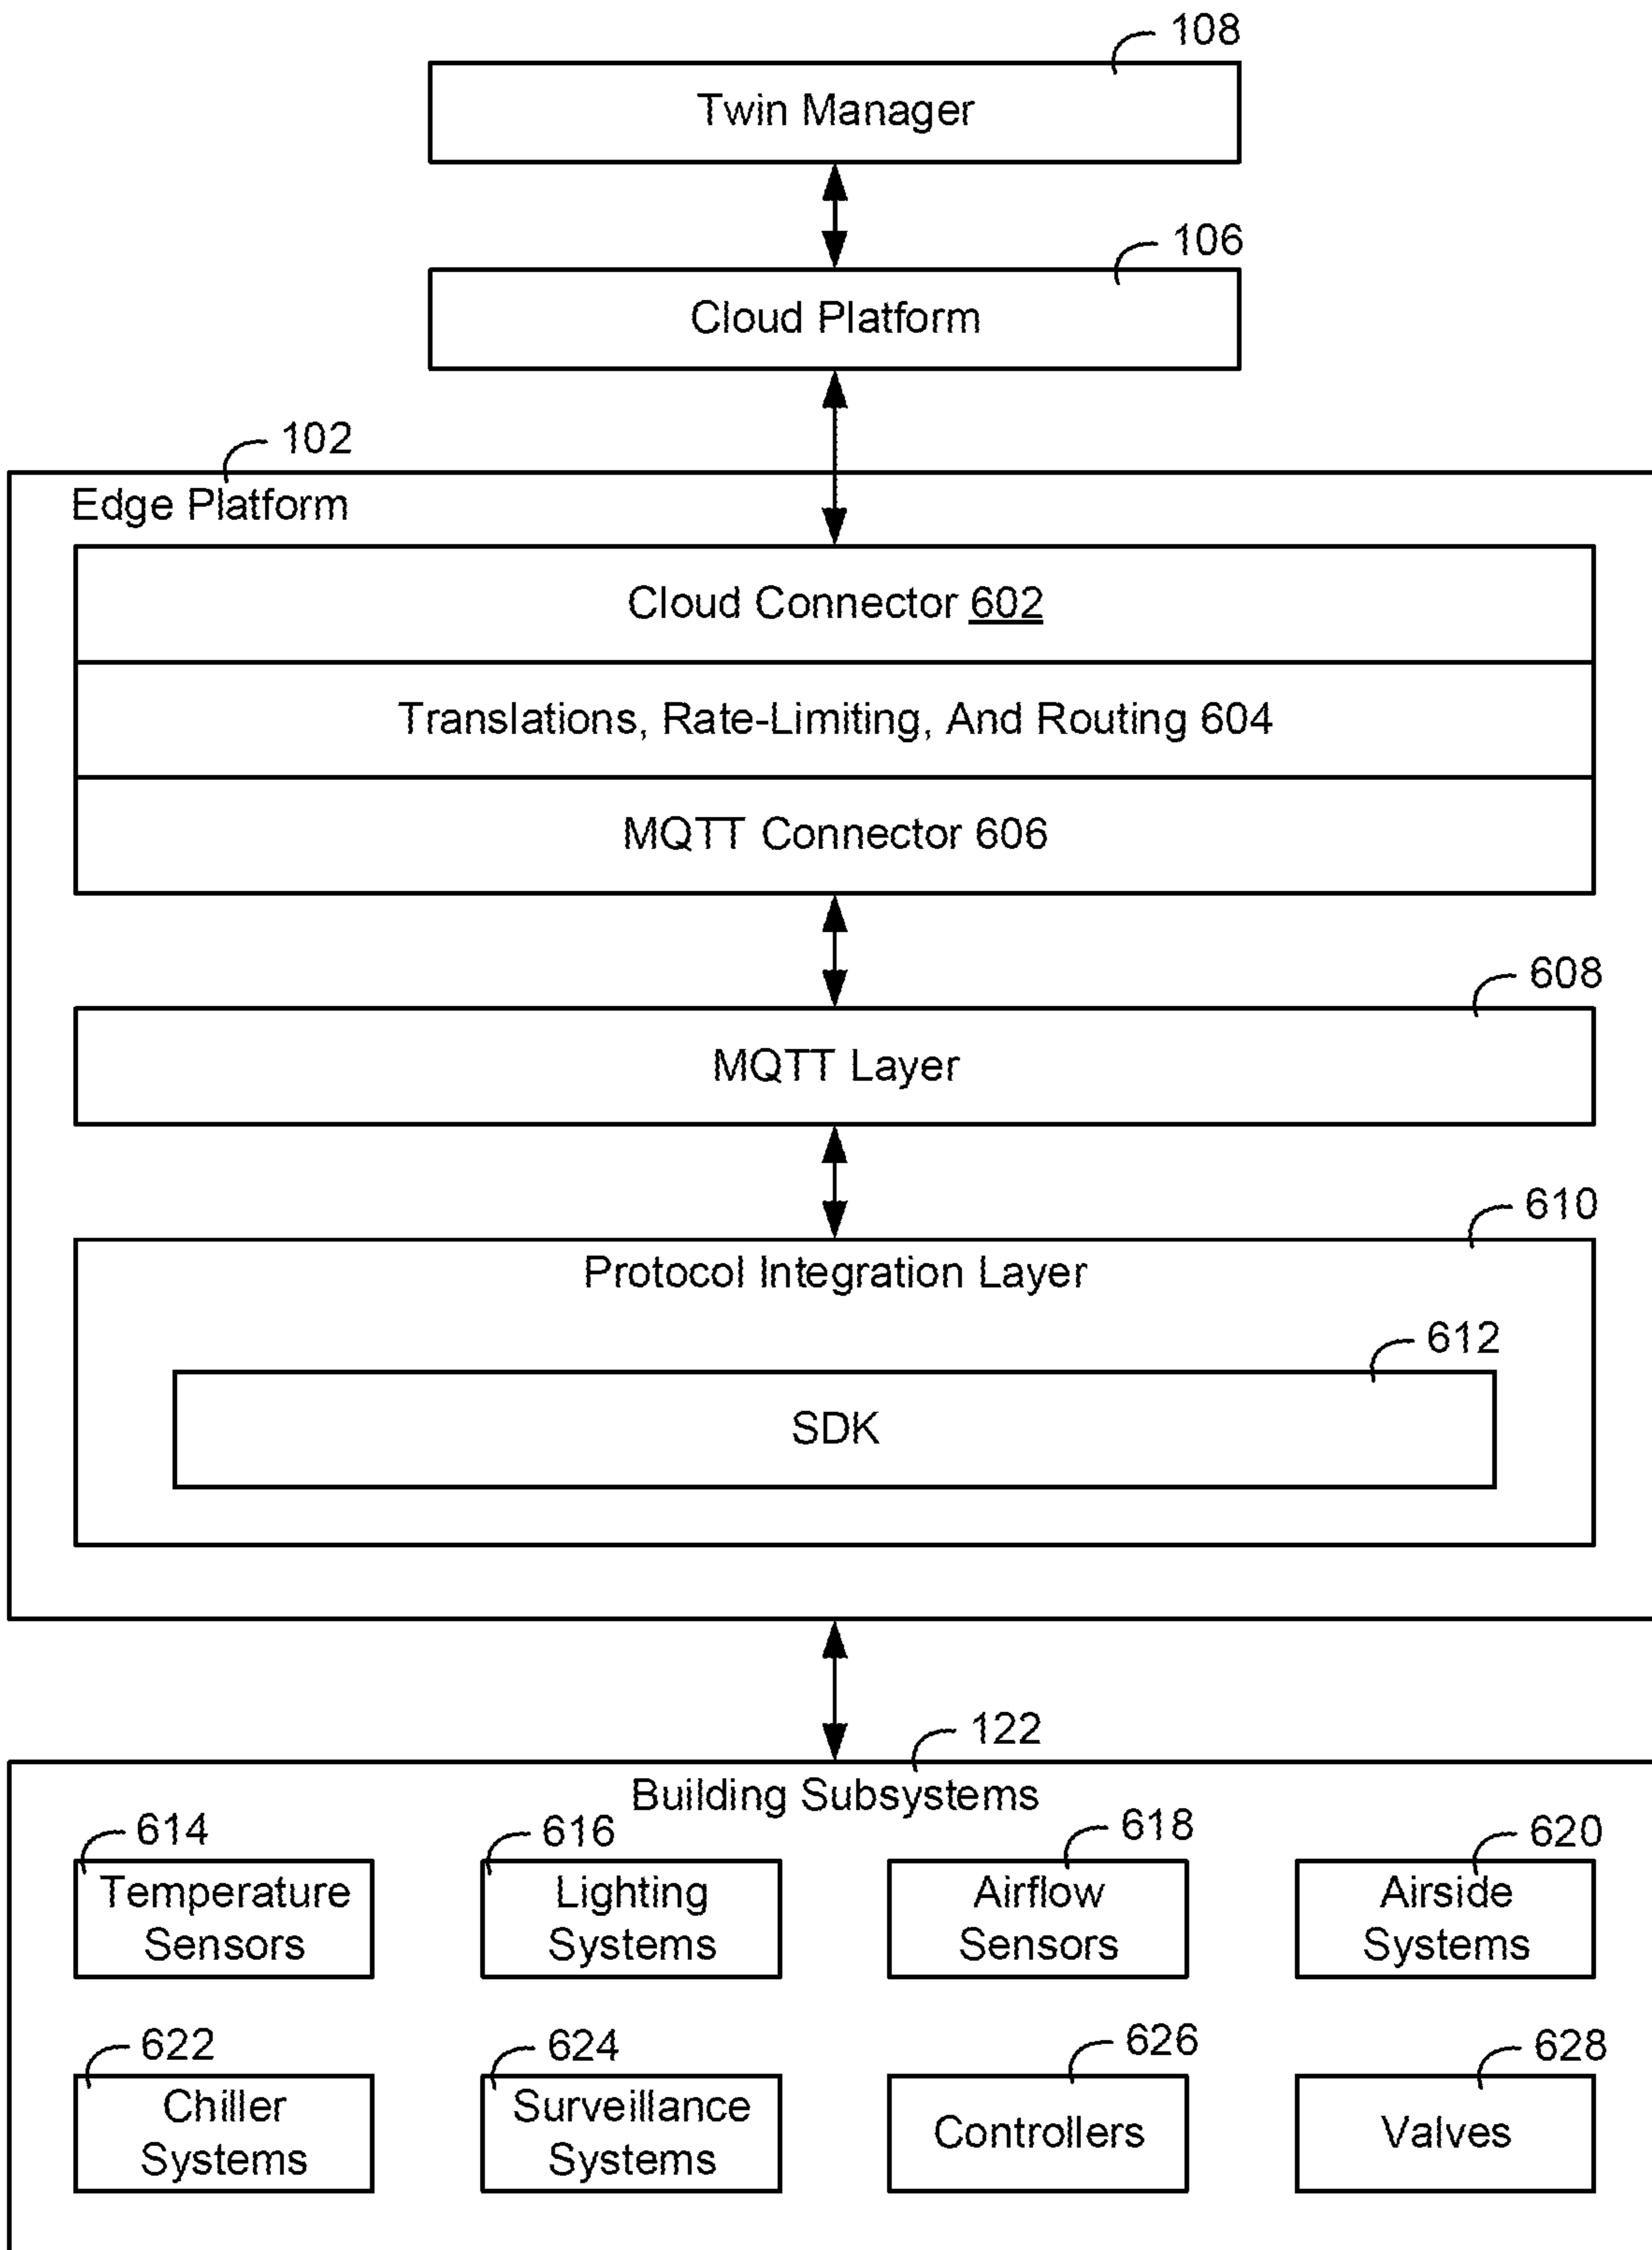 108
Twin Manager
106
Cloud Platform
102
Edge Platform
Cloud Connector 602
Translations, Rate-Limiting, And Routing 604
MQTT Connector 606
608
MQTT Layer
610
Protocol Integration Layer
612
SDK
122
Building Subsystems
614
Temperature
Sensors
616
Lighting
Systems
618
Airflow
Sensors
620
Airside
Systems
622
Chiller
Systems
624
Surveillance
Systems
626
Controllers
628
Valves